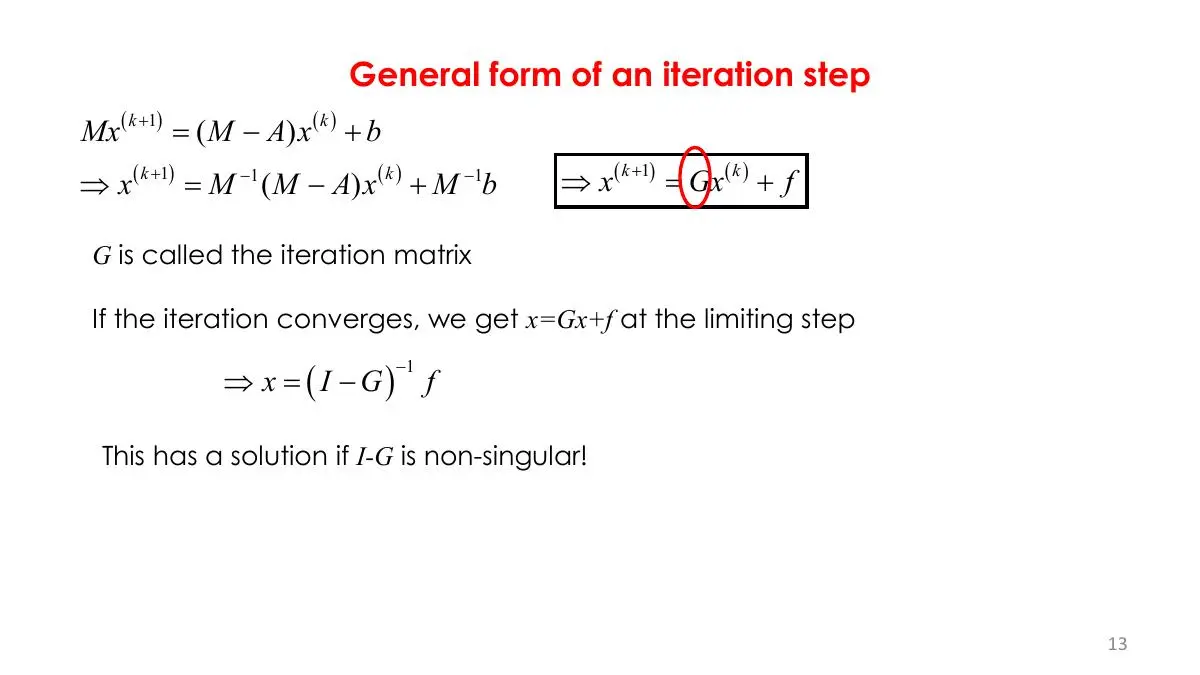 General form of an iteration step
Mx^(k+1) = (M − A)x^(k) + b
⇒ x^(k+1) = M^−1(M − A)x^(k) + M^−1b
⇒ x^(k+1) = Gx^(k) + f
G is called the iteration matrix
If the iteration converges, we get x=Gx+f at the limiting step
⇒ x = (I − G)^−1 f
This has a solution if I-G is non-singular!
13